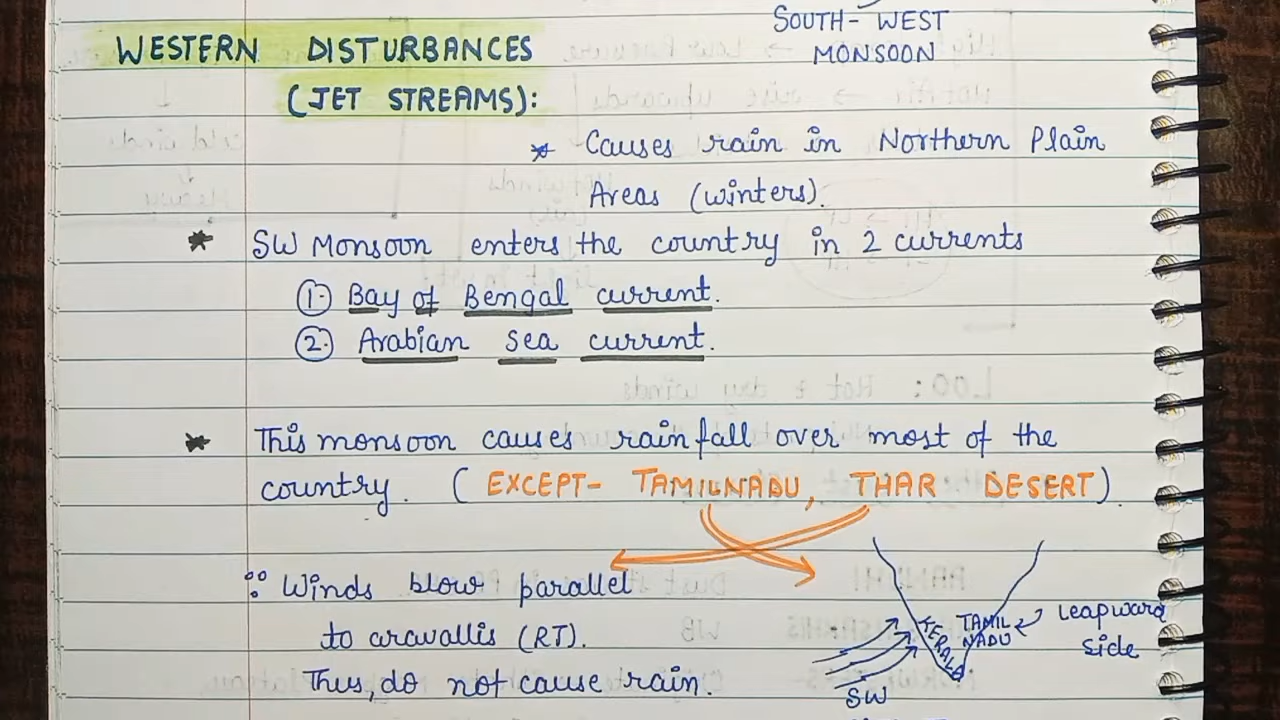 SOUTH-WEST
MONSOON
WESTERN DISTURBANCES
(JET STREAMS):
* Causes rain in Northern Plain
Areas (winters).
* SW Monsoon enters the country in 2 currents
1. Bay of Bengal current.
2. Arabian sea current.
* This monsoon causes rainfall over most of the
country. (EXCEPT- TAMILNADU, THAR DESERT)
∵ Winds blow parallel
to aravallis (RT).
Thus, do not cause rain.
KERALA
TAMIL
NADU
Leapward
side
SW